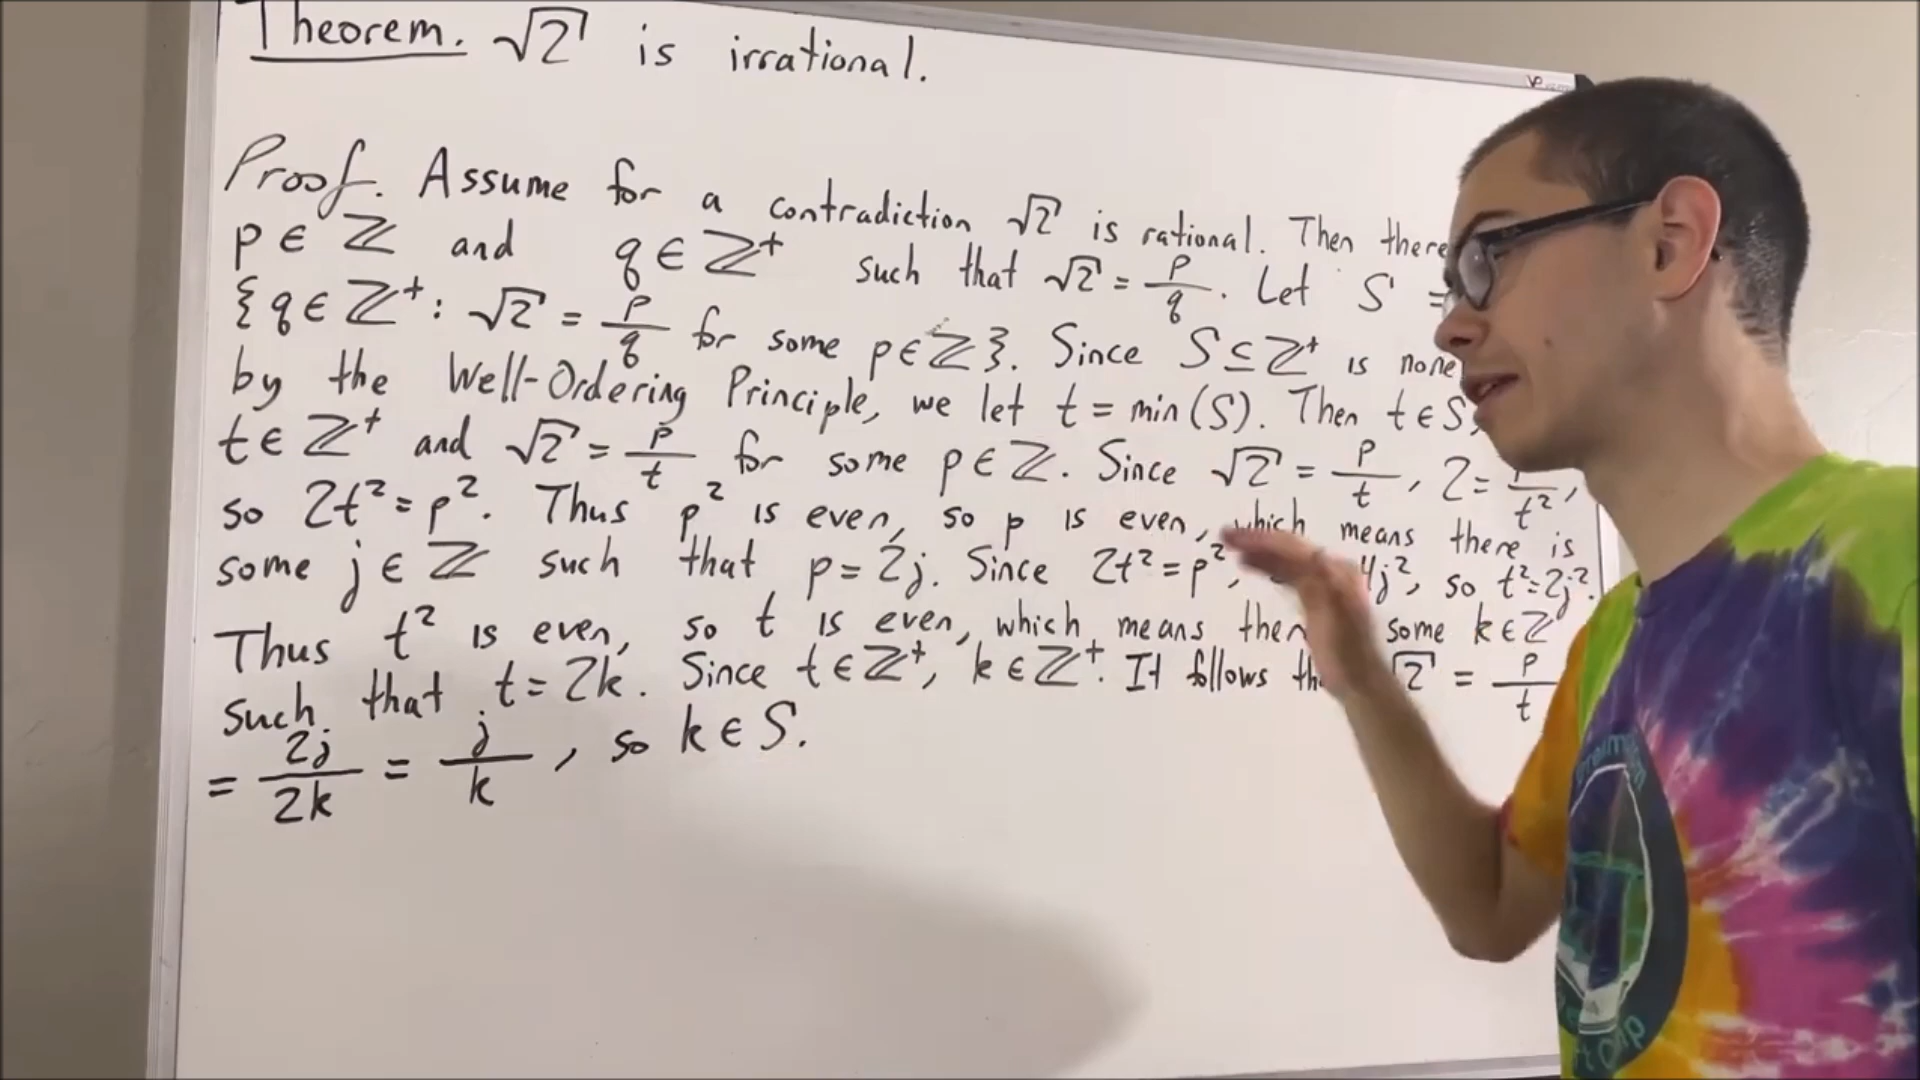 Theorem. √2 is irrational.
Proof. Assume for a contradiction √2 is rational. Then there
p ∈ ℤ and q ∈ ℤ⁺ such that √2 = p/q. Let S =
{q ∈ ℤ⁺: √2 = p/q for some p ∈ ℤ}. Since S ⊆ ℤ⁺ is none
by the Well-Ordering Principle, we let t = min(S). Then t ∈ S,
t ∈ ℤ⁺ and √2 = p/t for some p ∈ ℤ. Since √2 = p/t, 2 = /t²,
so 2t² = p². Thus p² is even, so p is even, which means there is
some j ∈ ℤ such that p = 2j. Since 2t² = p², 4j², so t² = 2j².
Thus t² is even, so t is even, which means some k ∈ ℤ
such that t = 2k. Since t ∈ ℤ⁺, k ∈ ℤ⁺. It follows √2 = p/t
= 2j/2k = j/k, so k ∈ S.